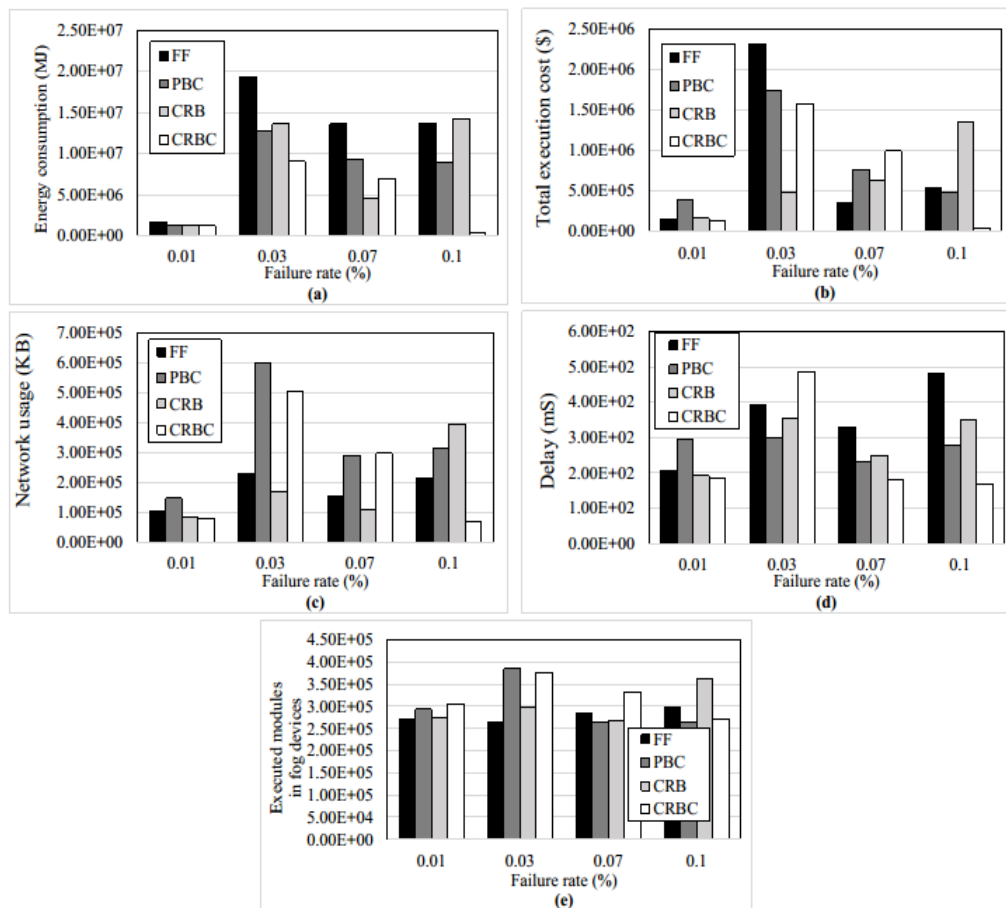 2.50E+07
2.00E+07
1.50E+07
1.00E+07
5.00E+06
0.00E+00
Energy consumption (MJ)
FF
PBC
CRB
CRBC
0.01 0.03 0.07 0.1
Failure rate (%)
(a)
2.50E+06
2.00E+06
1.50E+06
1.00E+06
5.00E+05
0.00E+00
Total execution cost ($)
FF
PBC
CRB
CRBC
0.01 0.03 0.07 0.1
Failure rate (%)
(b)
7.00E+05
6.00E+05
5.00E+05
4.00E+05
3.00E+05
2.00E+05
1.00E+05
0.00E+00
Network usage (KB)
FF
PBC
CRB
CRBC
0.01 0.03 0.07 0.1
Failure rate (%)
(c)
6.00E+02
5.00E+02
4.00E+02
3.00E+02
2.00E+02
1.00E+02
0.00E+00
Delay (mS)
FF
PBC
CRB
CRBC
0.01 0.03 0.07 0.1
Failure rate (%)
(d)
4.50E+05
4.00E+05
3.50E+05
3.00E+05
2.50E+05
2.00E+05
1.50E+05
1.00E+05
5.00E+04
0.00E+00
Executed modules
in fog devices
FF
PBC
CRB
CRBC
0.01 0.03 0.07 0.1
Failure rate (%)
(e)